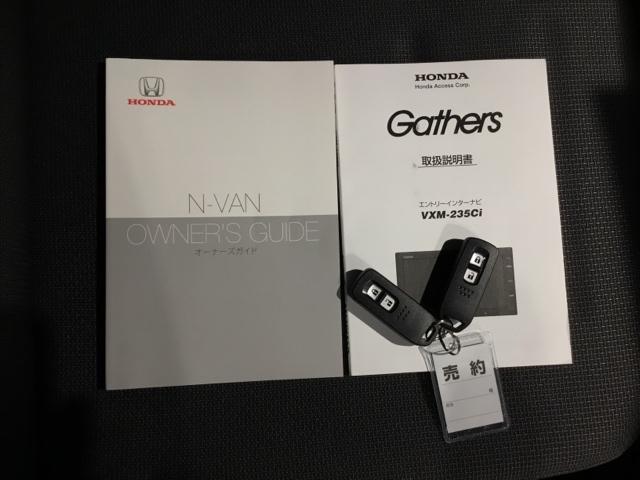 HONDA
N-VAN
OWNER'S GUIDE
オーナーズガイド
HONDA
Honda Access Corp.
Gathers
取扱説明書
エントリーインターナビ
VXM-235Ci
売約
様